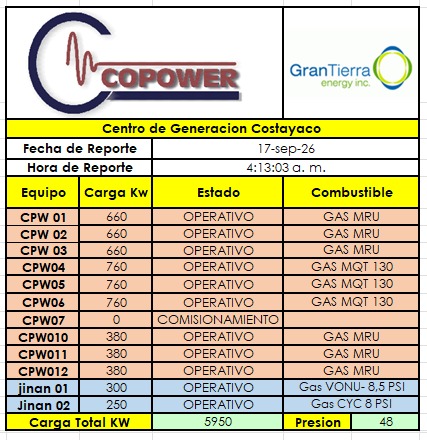 COPOWER
GranTierra
energy inc.
Centro de Generacion Costayaco
Fecha de Reporte 17-sep-26
Hora de Reporte 4:13:03 a. m.
Equipo Carga Kw Estado Combustible
CPW 01 660 OPERATIVO GAS MRU
CPW 02 660 OPERATIVO GAS MRU
CPW 03 660 OPERATIVO GAS MRU
CPW04 760 OPERATIVO GAS MQT 130
CPW05 760 OPERATIVO GAS MQT 130
CPW06 760 OPERATIVO GAS MQT 130
CPW07 0 COMISIONAMIENTO
CPW010 380 OPERATIVO GAS MRU
CPW011 380 OPERATIVO GAS MRU
CPW012 380 OPERATIVO GAS MRU
jinan 01 300 OPERATIVO Gas VONU- 8,5 PSI
Jinan 02 250 OPERATIVO Gas CYC 8 PSI
Carga Total KW 5950 Presion 48